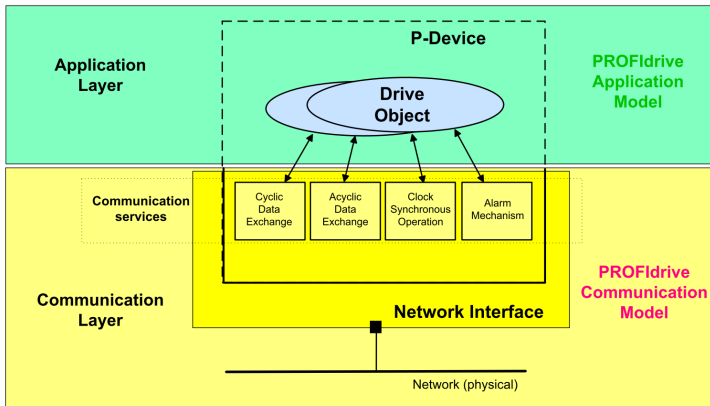 P-Device
Application
Layer
PROFIdrive
Application
Model
Drive
Object
Communication
services
Cyclic
Data
Exchange
Acyclic
Data
Exchange
Clock
Synchronous
Operation
Alarm
Mechanism
Communication
Layer
PROFIdrive
Communication
Model
Network Interface
Network (physical)